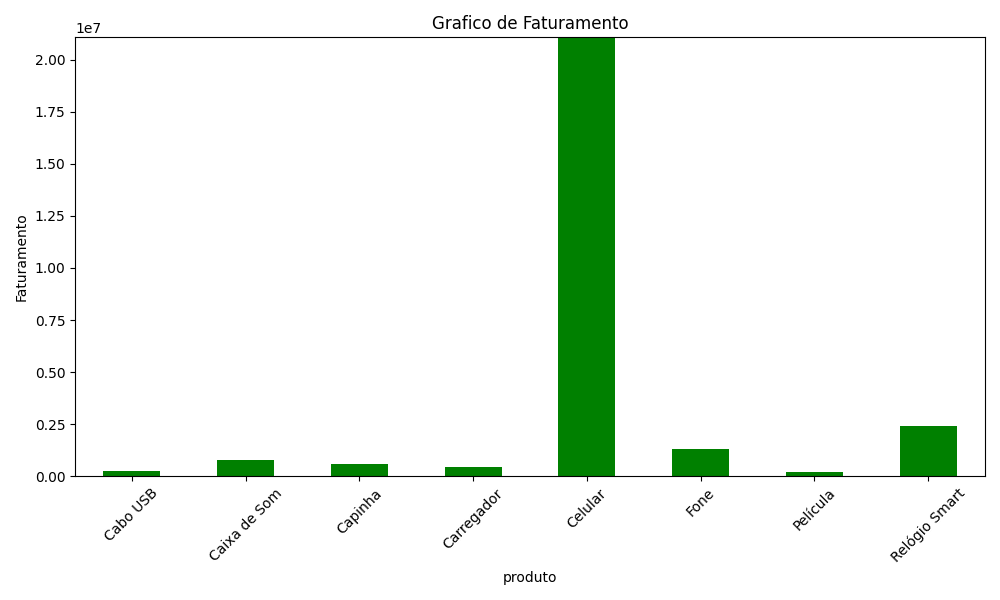 Grafico de Faturamento
1e7
2.00
1.75
1.50
1.25
1.00
0.75
0.50
0.25
0.00
Faturamento
Cabo USB
Caixa de Som
Capinha
Carregador
Celular
Fone
Película
Relógio Smart
produto